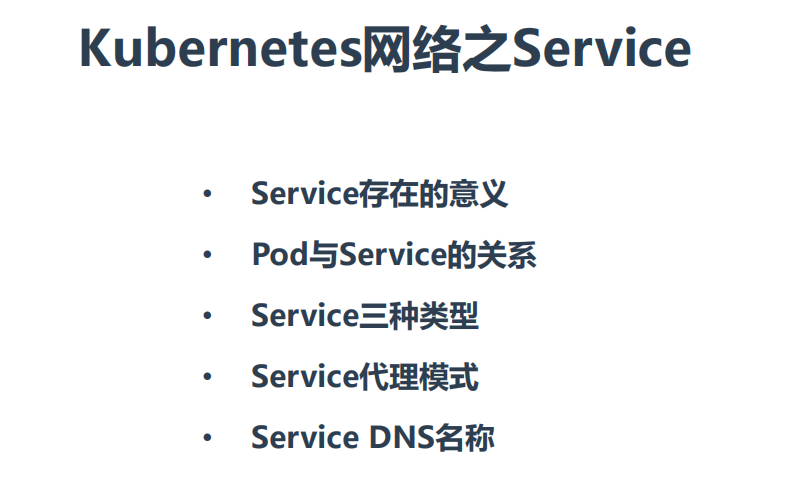 Kubernetes网络之Service
• Service存在的意义
• Pod与Service的关系
• Service三种类型
• Service代理模式
• Service DNS名称